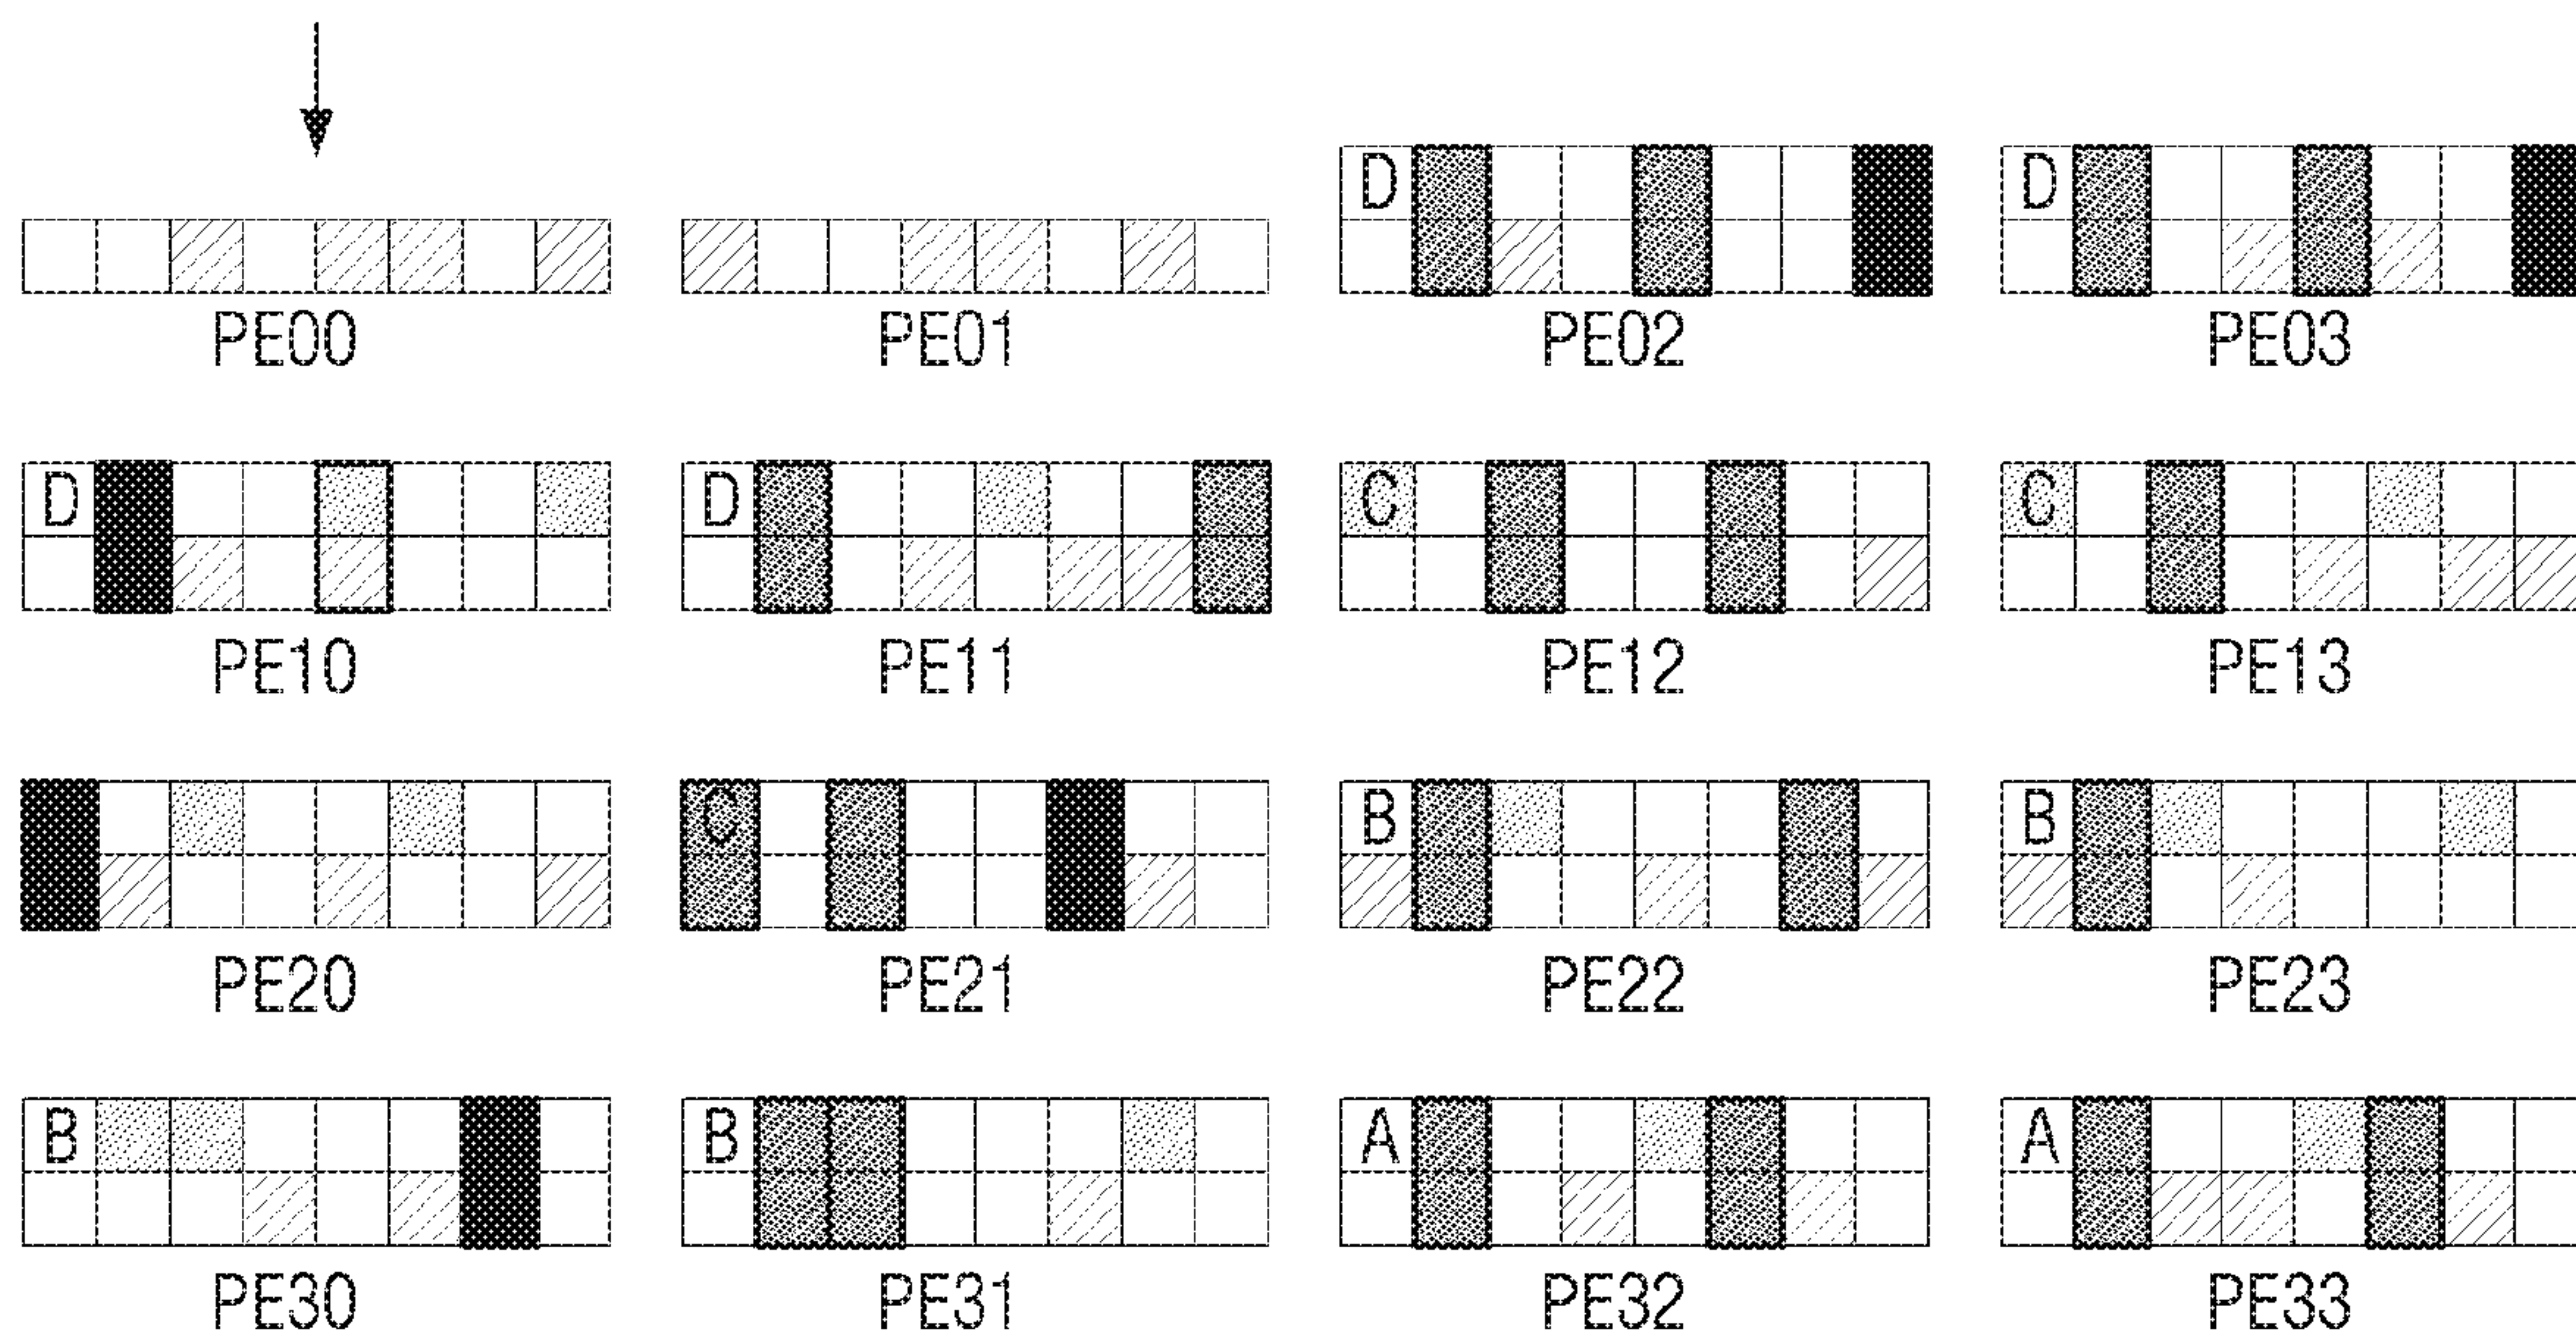 D D
PE00 PE01 PE02 PE03
D D C C
PE10 PE11 PE12 PE13
C B B
PE20 PE21 PE22 PE23
B B A A
PE30 PE31 PE32 PE33